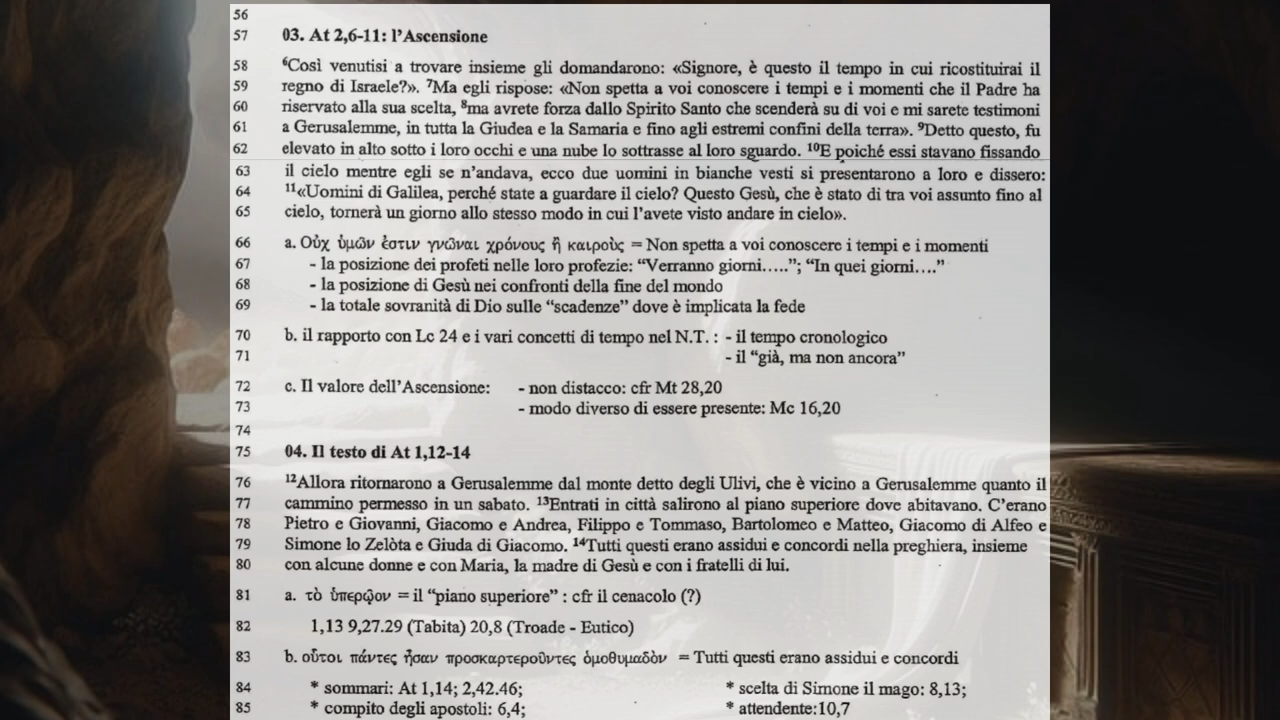 56
57 03. At 2,6-11: l'Ascensione
58 ⁶Così venutisi a trovare insieme gli domandarono: «Signore, è questo il tempo in cui ricostituirai il
59 regno di Israele?». ⁷Ma egli rispose: «Non spetta a voi conoscere i tempi e i momenti che il Padre ha
60 riservato alla sua scelta, ⁸ma avrete forza dallo Spirito Santo che scenderà su di voi e mi sarete testimoni
61 a Gerusalemme, in tutta la Giudea e la Samaria e fino agli estremi confini della terra». ⁹Detto questo, fu
62 elevato in alto sotto i loro occhi e una nube lo sottrasse al loro sguardo. ¹⁰E poiché essi stavano fissando
63 il cielo mentre egli se n'andava, ecco due uomini in bianche vesti si presentarono a loro e dissero:
64 ¹¹«Uomini di Galilea, perché state a guardare il cielo? Questo Gesù, che è stato di tra voi assunto fino al
65 cielo, tornerà un giorno allo stesso modo in cui l'avete visto andare in cielo».
66 a. Οὐχ ὑμῶν ἐστιν γνῶναι χρόνους ἢ καιροὺς = Non spetta a voi conoscere i tempi e i momenti
67 - la posizione dei profeti nelle loro profezie: “Verranno giorni…..”; “In quei giorni….”
68 - la posizione di Gesù nei confronti della fine del mondo
69 - la totale sovranità di Dio sulle “scadenze” dove è implicata la fede
70 b. il rapporto con Lc 24 e i vari concetti di tempo nel N.T. : - il tempo cronologico
71 - il “già, ma non ancora”
72 c. Il valore dell'Ascensione: - non distacco: cfr Mt 28,20
73 - modo diverso di essere presente: Mc 16,20
74
75 04. Il testo di At 1,12-14
76 ¹²Allora ritornarono a Gerusalemme dal monte detto degli Ulivi, che è vicino a Gerusalemme quanto il
77 cammino permesso in un sabato. ¹³Entrati in città salirono al piano superiore dove abitavano. C'erano
78 Pietro e Giovanni, Giacomo e Andrea, Filippo e Tommaso, Bartolomeo e Matteo, Giacomo di Alfeo e
79 Simone lo Zelòta e Giuda di Giacomo. ¹⁴Tutti questi erano assidui e concordi nella preghiera, insieme
80 con alcune donne e con Maria, la madre di Gesù e con i fratelli di lui.
81 a. τὸ ὑπερῷον = il “piano superiore” : cfr il cenacolo (?)
82 1,13 9,27.29 (Tabita) 20,8 (Troade - Eutico)
83 b. οὗτοι πάντες ἦσαν προσκαρτεροῦντες ὁμοθυμαδὸν = Tutti questi erano assidui e concordi
84 * sommari: At 1,14; 2,42.46; * scelta di Simone il mago: 8,13;
85 * compito degli apostoli: 6,4; * attendente:10,7